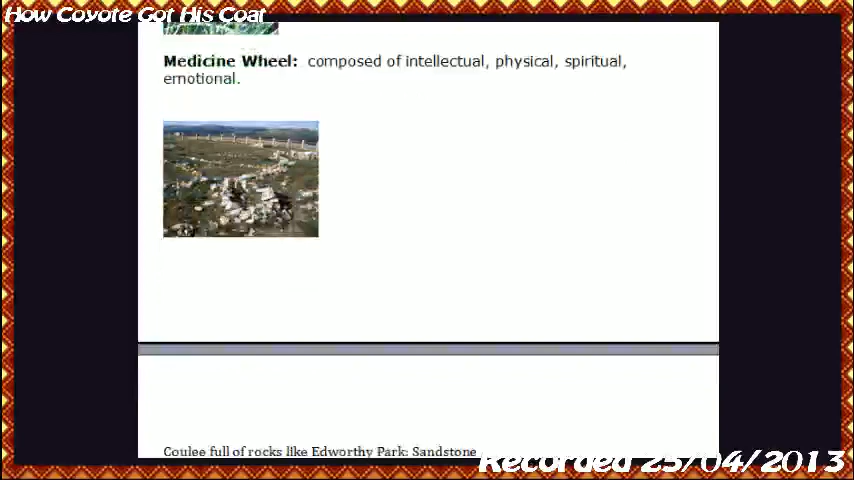 How Coyote Got His Coat
Medicine Wheel: composed of intellectual, physical, spiritual,
emotional.
Coulee full of rocks like Edworthy Park: Sandstone
Recorded 25/04/2013